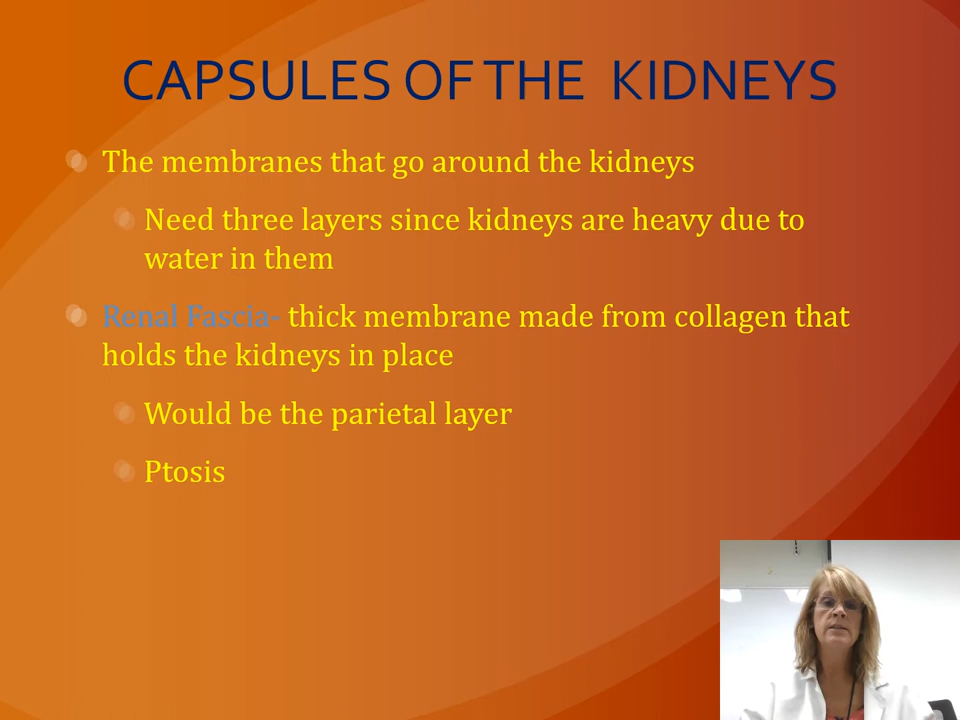 CAPSULES OF THE KIDNEYS
The membranes that go around the kidneys
Need three layers since kidneys are heavy due to
water in them
Renal Fascia- thick membrane made from collagen that
holds the kidneys in place
Would be the parietal layer
Ptosis